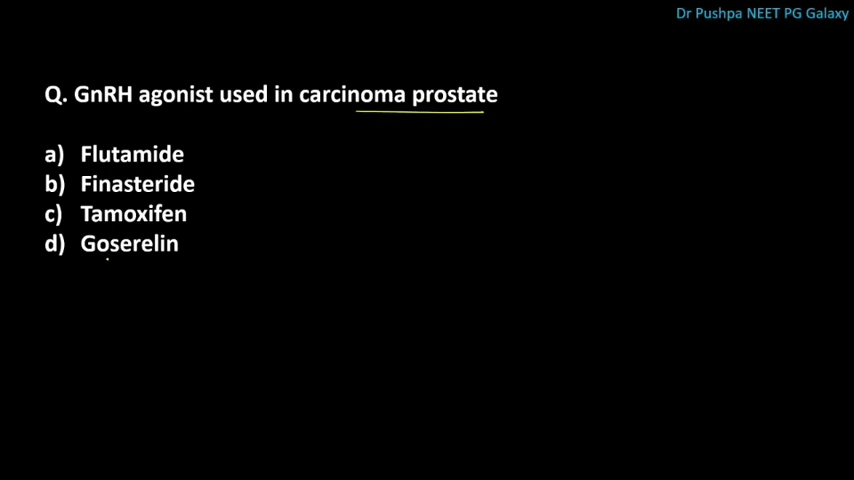 Dr Pushpa NEET PG Galaxy
Q. GnRH agonist used in carcinoma prostate
a) Flutamide
b) Finasteride
c) Tamoxifen
d) Goserelin